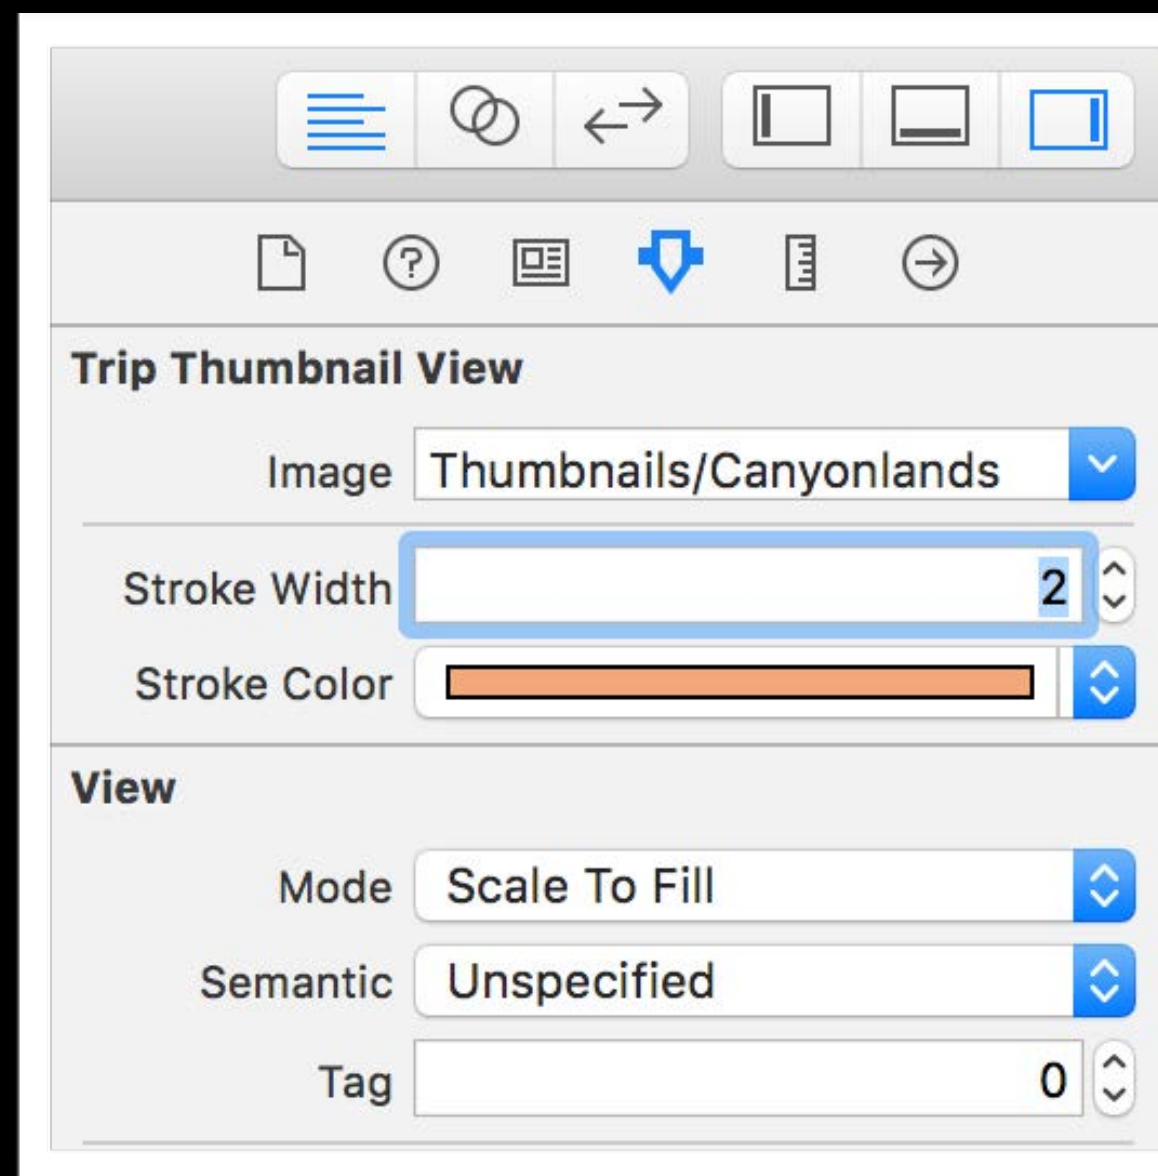 Trip Thumbnail View
Image Thumbnails/Canyonlands
Stroke Width 2
Stroke Color
View
Mode Scale To Fill
Semantic Unspecified
Tag 0